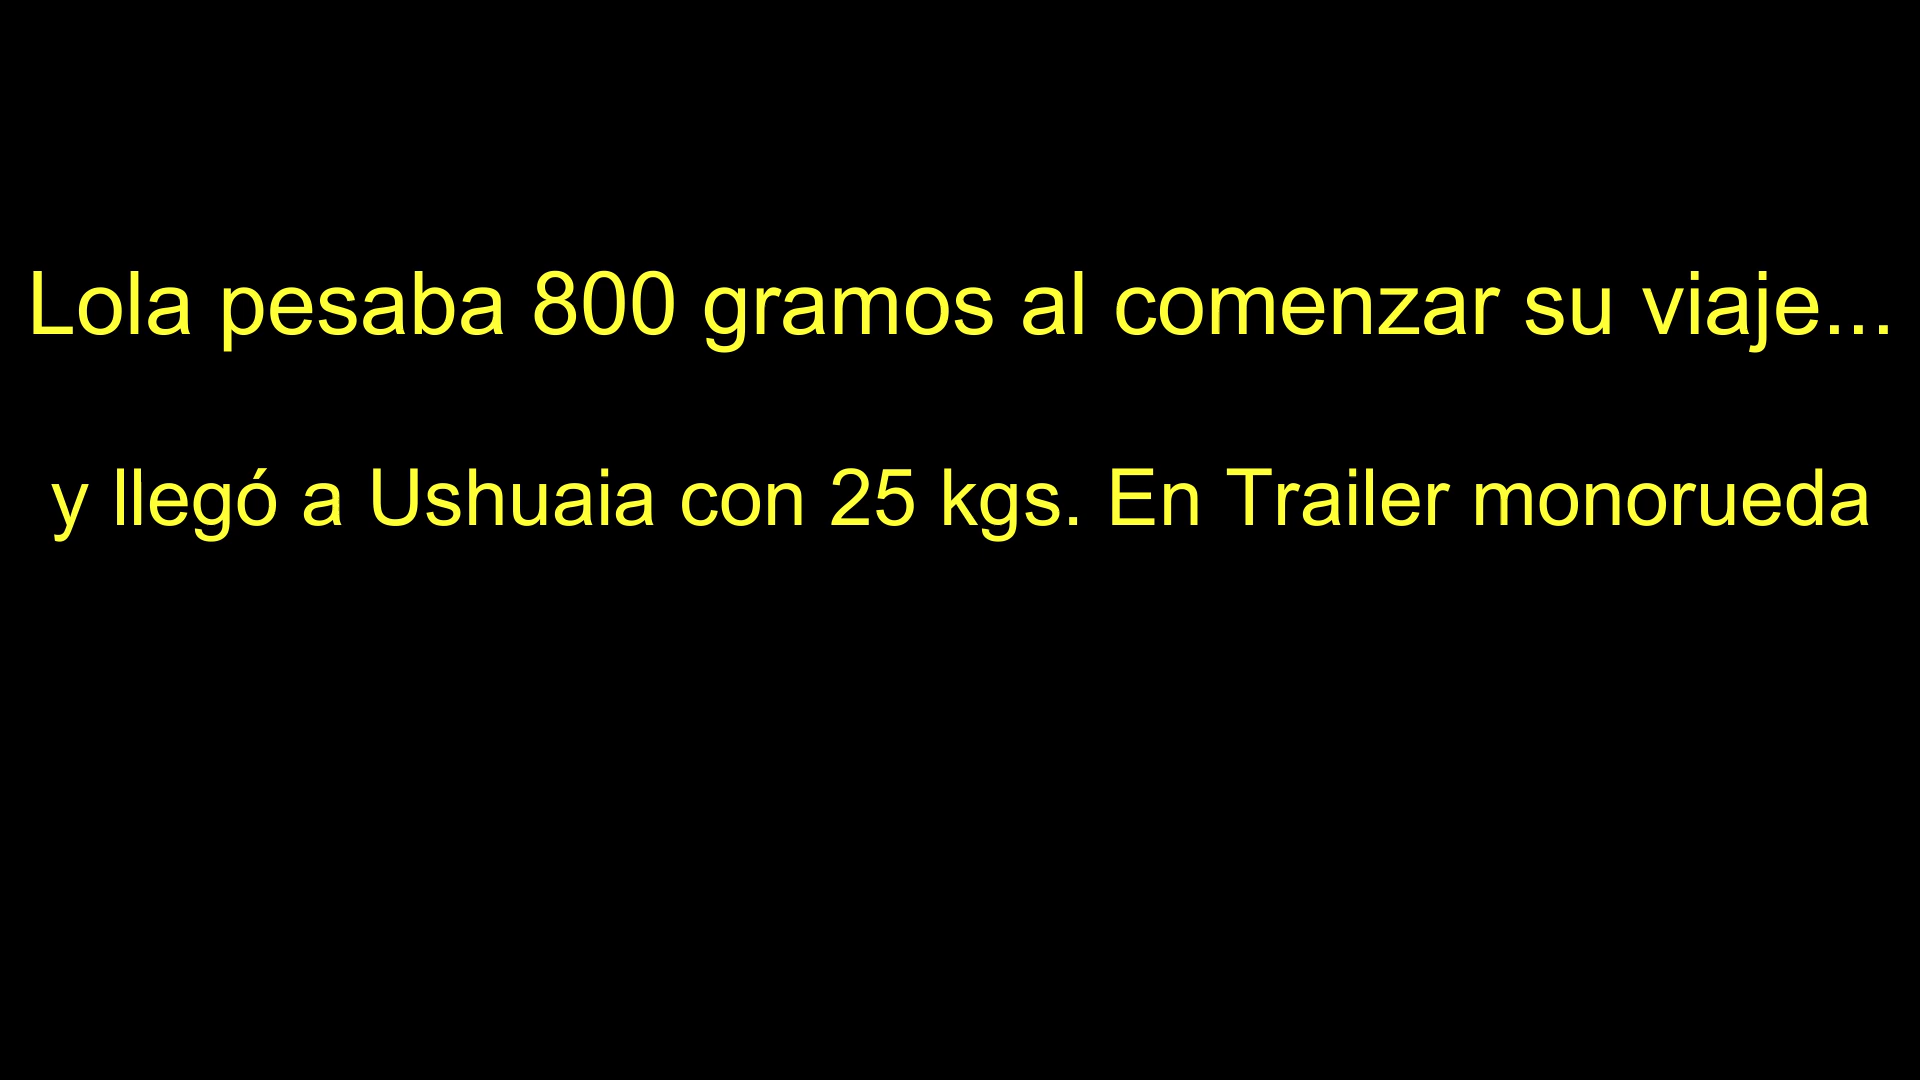 Lola pesaba 800 gramos al comenzar su viaje...
y llegó a Ushuaia con 25 kgs. En Trailer monorueda